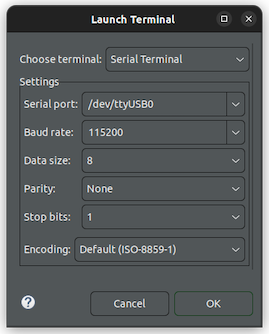 Launch Terminal
Choose terminal: Serial Terminal
Settings
Serial port: /dev/ttyUSB0
Baud rate: 115200
Data size: 8
Parity: None
Stop bits: 1
Encoding: Default (ISO-8859-1)
? Cancel OK